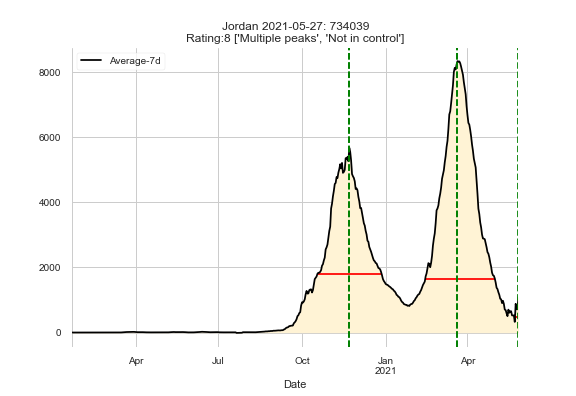 Jordan 2021-05-27: 734039
Rating:8 ['Multiple peaks', 'Not in control']
Average-7d
8000
6000
4000
2000
0
Apr
Jul
Oct
Jan
2021
Apr
Date